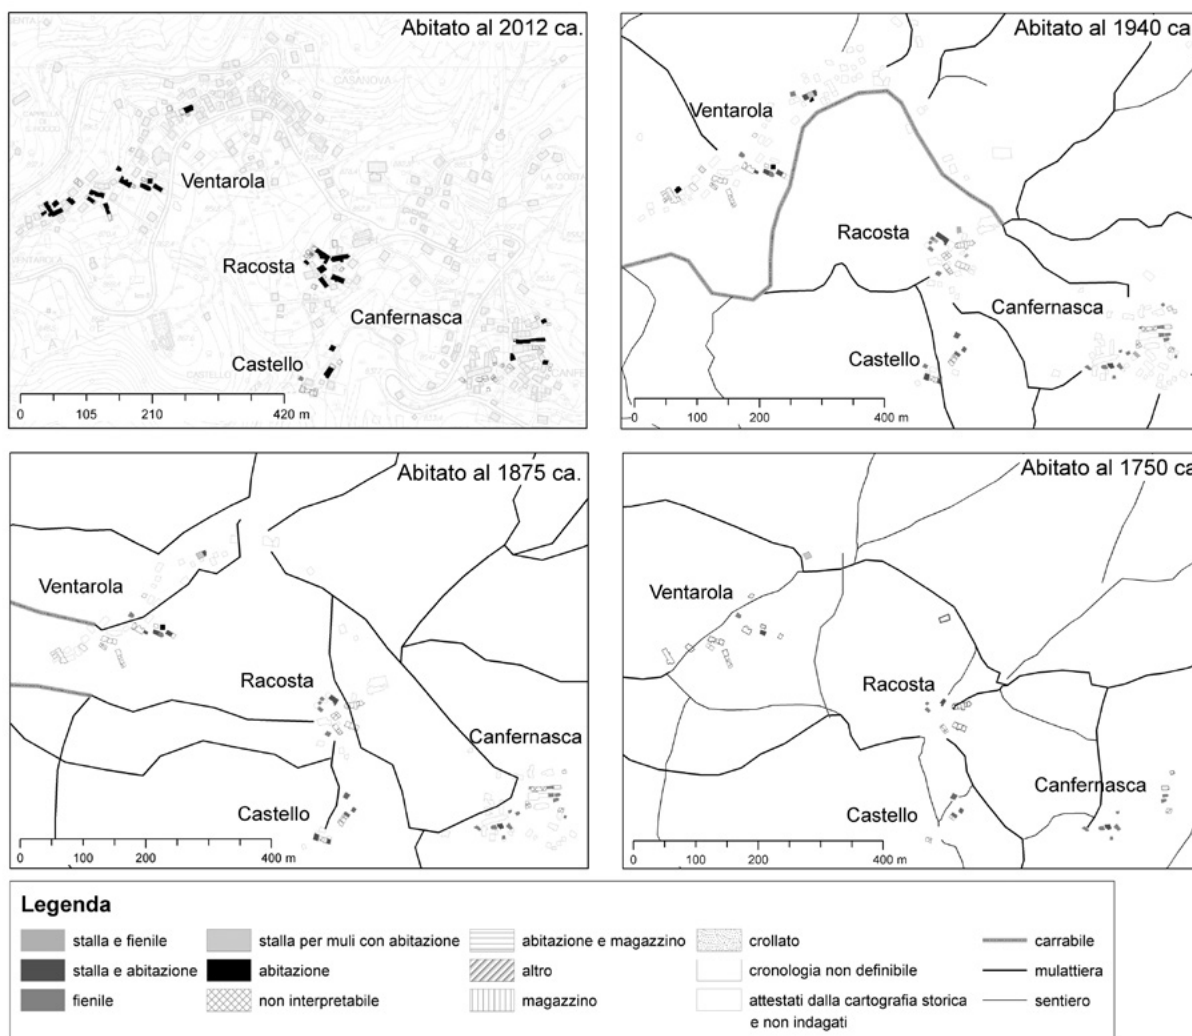 Abitato al 2012 ca.
CASANOVA
Ventarola
Racosta
Canfernasca
Castello
0 105 210 420 m
Abitato al 1940 ca
Ventarola
Racosta
Canfernasca
Castello
0 100 200 400 m
Abitato al 1875 ca.
Ventarola
Racosta
Canfernasca
Castello
0 100 200 400 m
Abitato al 1750 ca
Ventarola
Racosta
Canfernasca
Castello
0 100 200 400 m
Legenda
stalla e fienile
stalla e abitazione
fienile
stalla per muli con abitazione
abitazione
non interpretabile
abitazione e magazzino
altro
magazzino
crollato
cronologia non definibile
attestati dalla cartografia storica
e non indagati
carrabile
mulattiera
sentiero